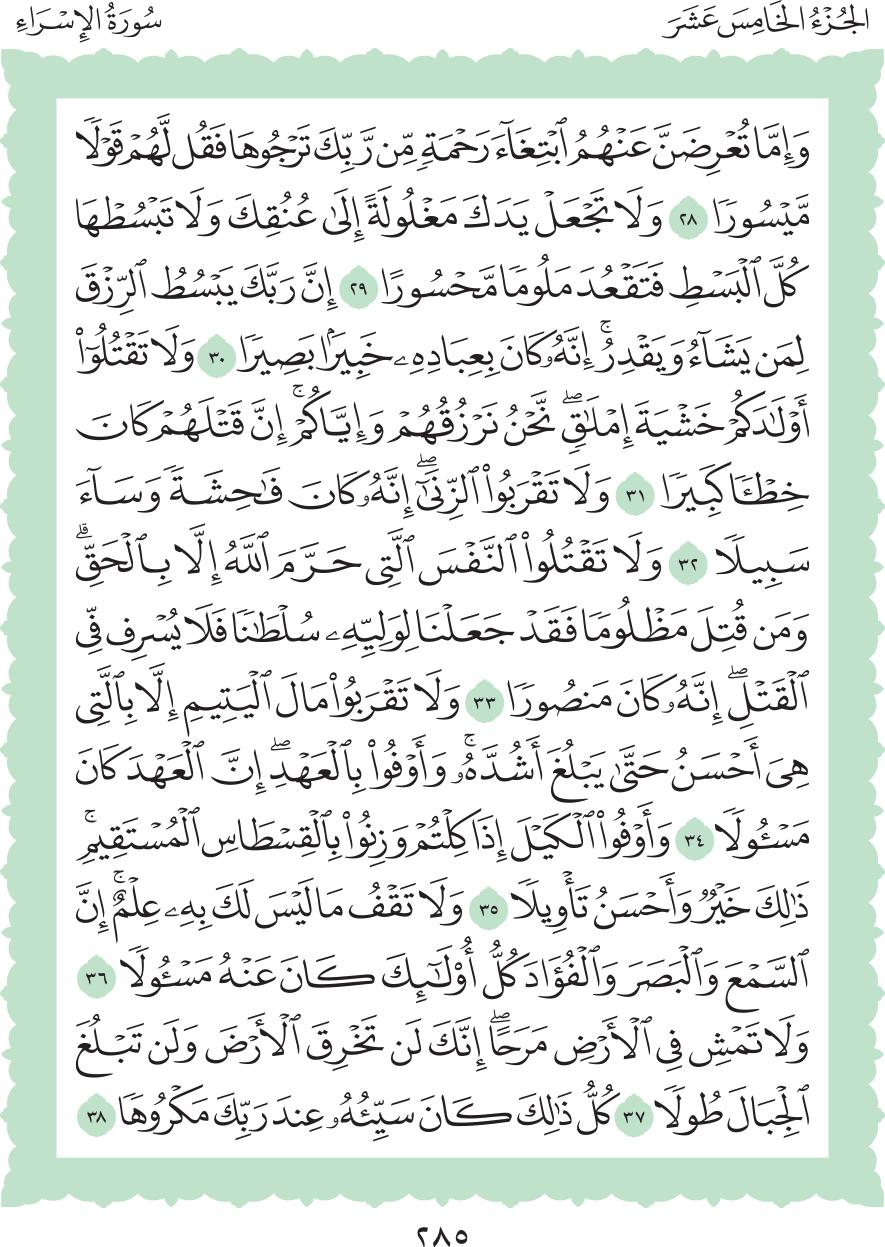 الجُزْءُ الخَامِسَ عَشَرَ
سُورَةُ الإِسْرَاءِ
وَإِمَّا تُعْرِضَنَّ عَنْهُمُ ٱبْتِغَآءَ رَحْمَةٍ مِّن رَّبِّكَ تَرْجُوهَا فَقُل لَّهُمْ قَوْلًا
مَّيْسُورًا ٢٨ وَلَا تَجْعَلْ يَدَكَ مَغْلُولَةً إِلَىٰ عُنُقِكَ وَلَا تَبْسُطْهَا
كُلَّ ٱلْبَسْطِ فَتَقْعُدَ مَلُومًا مَّحْسُورًا ٢٩ إِنَّ رَبَّكَ يَبْسُطُ ٱلرِّزْقَ
لِمَن يَشَآءُ وَيَقْدِرُۚ إِنَّهُۥ كَانَ بِعِبَادِهِۦ خَبِيرًۢا بَصِيرًا ٣٠ وَلَا تَقْتُلُوٓا۟
أَوْلَٰدَكُمْ خَشْيَةَ إِمْلَٰقٍۖ نَّحْنُ نَرْزُقُهُمْ وَإِيَّاكُمْۚ إِنَّ قَتْلَهُمْ كَانَ
خِطْـًٔا كَبِيرًا ٣١ وَلَا تَقْرَبُوا۟ ٱلزِّنَىٰٓۖ إِنَّهُۥ كَانَ فَٰحِشَةً وَسَآءَ
سَبِيلًا ٣٢ وَلَا تَقْتُلُوا۟ ٱلنَّفْسَ ٱلَّتِى حَرَّمَ ٱللَّهُ إِلَّا بِٱلْحَقِّۗ
وَمَن قُتِلَ مَظْلُومًا فَقَدْ جَعَلْنَا لِوَلِيِّهِۦ سُلْطَٰنًا فَلَا يُسْرِف فِّى
ٱلْقَتْلِۖ إِنَّهُۥ كَانَ مَنصُورًا ٣٣ وَلَا تَقْرَبُوا۟ مَالَ ٱلْيَتِيمِ إِلَّا بِٱلَّتِى
هِىَ أَحْسَنُ حَتَّىٰ يَبْلُغَ أَشُدَّهُۥۚ وَأَوْفُوا۟ بِٱلْعَهْدِۖ إِنَّ ٱلْعَهْدَ كَانَ
مَسْـُٔولًا ٣٤ وَأَوْفُوا۟ ٱلْكَيْلَ إِذَا كِلْتُمْ وَزِنُوا۟ بِٱلْقِسْطَاسِ ٱلْمُسْتَقِيمِۚ
ذَٰلِكَ خَيْرٌ وَأَحْسَنُ تَأْوِيلًا ٣٥ وَلَا تَقْفُ مَا لَيْسَ لَكَ بِهِۦ عِلْمٌۚ إِنَّ
ٱلسَّمْعَ وَٱلْبَصَرَ وَٱلْفُؤَادَ كُلُّ أُو۟لَٰٓئِكَ كَانَ عَنْهُ مَسْـُٔولًا ٣٦
وَلَا تَمْشِ فِى ٱلْأَرْضِ مَرَحًاۖ إِنَّكَ لَن تَخْرِقَ ٱلْأَرْضَ وَلَن تَبْلُغَ
ٱلْجِبَالَ طُولًا ٣٧ كُلُّ ذَٰلِكَ كَانَ سَيِّئُهُۥ عِندَ رَبِّكَ مَكْرُوهًا ٣٨
٢٨٥